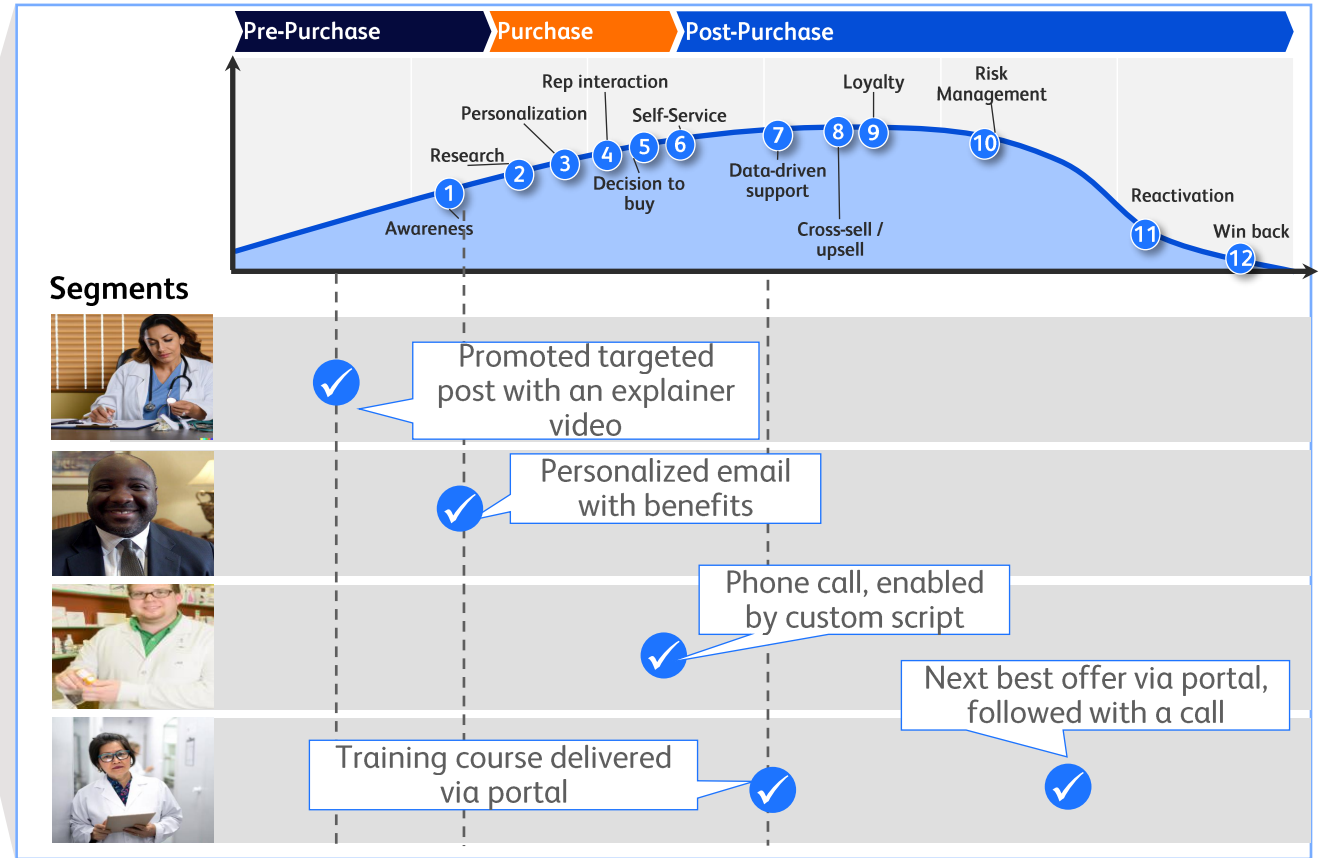 Pre-Purchase
Purchase
Post-Purchase
Rep interaction
Personalization
Self-Service
Research
Loyalty
Risk
Management
1
2
3
4
5
6
7
8
9
10
11
12
Awareness
Decision to
buy
Data-driven
support
Cross-sell /
upsell
Reactivation
Win back
Segments
Promoted targeted
post with an explainer
video
Personalized email
with benefits
Phone call, enabled
by custom script
Next best offer via portal,
followed with a call
Training course delivered
via portal